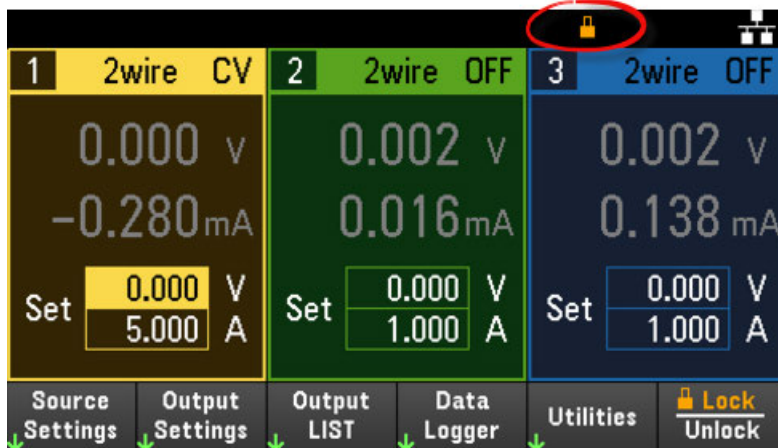 1 2wire CV 2 2wire OFF 3 2wire OFF
0.000 V 0.002 V 0.002 V
-0.280mA 0.016mA 0.138 mA
Set 0.000 V Set 0.000 V Set 0.000 V
5.000 A 1.000 A 1.000 A
Source Output Output Data Utilities Lock
Settings Settings LIST Logger Unlock